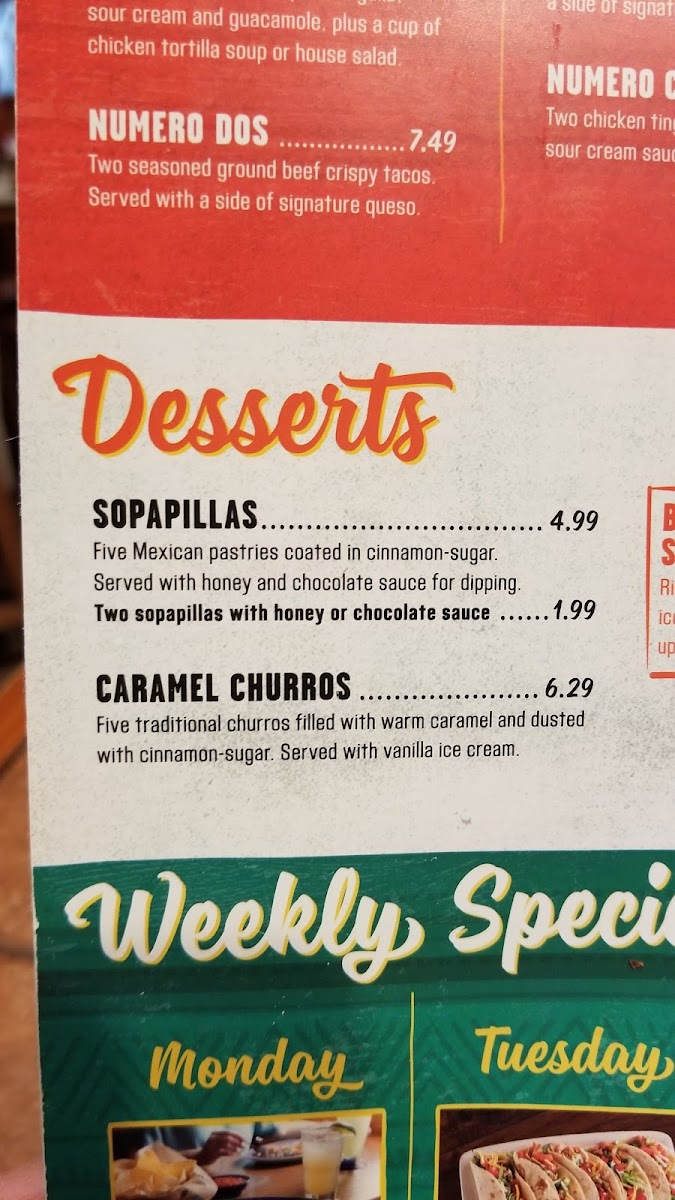 sour cream and guacamole, plus a cup of
chicken tortilla soup or house salad.
NUMERO DOS ................. 7.49
Two seasoned ground beef crispy tacos.
Served with a side of signature queso.
a side of
NUMERO
Two chicken
sour cream
Desserts
SOPAPILLAS............................... 4.99
Five Mexican pastries coated in cinnamon-sugar.
Served with honey and chocolate sauce for dipping.
Two sopapillas with honey or chocolate sauce ......1.99
CARAMEL CHURROS .................... 6.29
Five traditional churros filled with warm caramel and dusted
with cinnamon-sugar. Served with vanilla ice cream.
Weekly
Monday
Tuesday